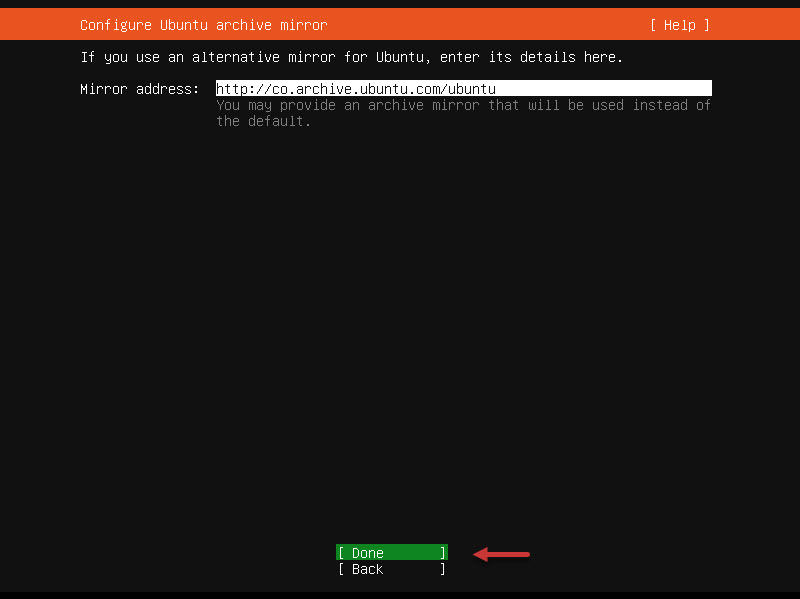 Configure Ubuntu archive mirror [ Help ]
If you use an alternative mirror for Ubuntu, enter its details here.
Mirror address: http://co.archive.ubuntu.com/ubuntu
You may provide an archive mirror that will be used instead of
the default.
[ Done ]
[ Back ]